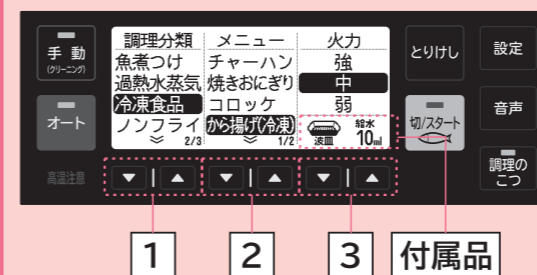 手動
(クリーニング)
オート
高温注意
調理分類 メニュー 火力
魚煮つけ チャーハン 強
過熱水蒸気 焼きおにぎり 中
冷凍食品 コロッケ 弱
ノンフライ から揚げ(冷凍)
2/3 1/2
波皿 給水 10ml
とりけし
切/スタート
設定
音声
調理の
こつ
▼ | ▲ ▼ | ▲ ▼ | ▲
1 2 3 付属品